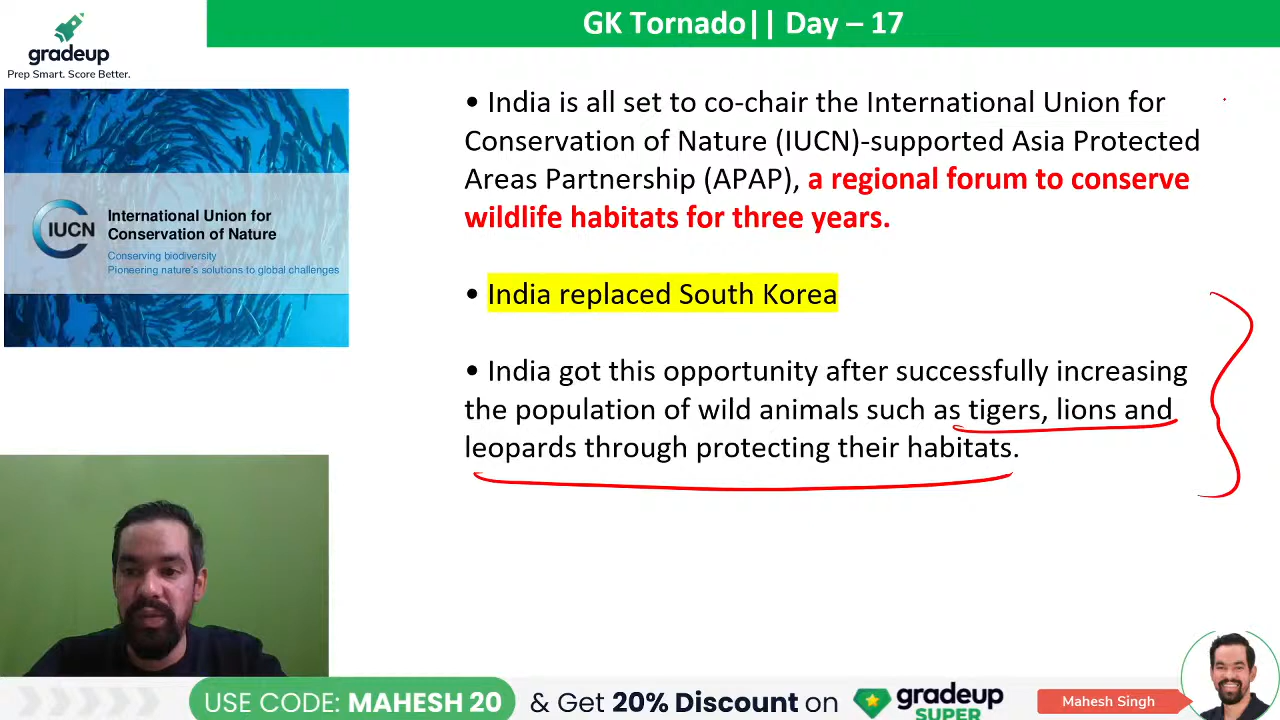 GK Tornado|| Day – 17
gradeup
Prep Smart. Score Better.
• India is all set to co-chair the International Union for
Conservation of Nature (IUCN)-supported Asia Protected
Areas Partnership (APAP), a regional forum to conserve
wildlife habitats for three years.
IUCN
International Union for
Conservation of Nature
Conserving biodiversity
Pioneering nature's solutions to global challenges
• India replaced South Korea
• India got this opportunity after successfully increasing
the population of wild animals such as tigers, lions and
leopards through protecting their habitats.
USE CODE: MAHESH 20 & Get 20% Discount on gradeup
SUPER
Mahesh Singh